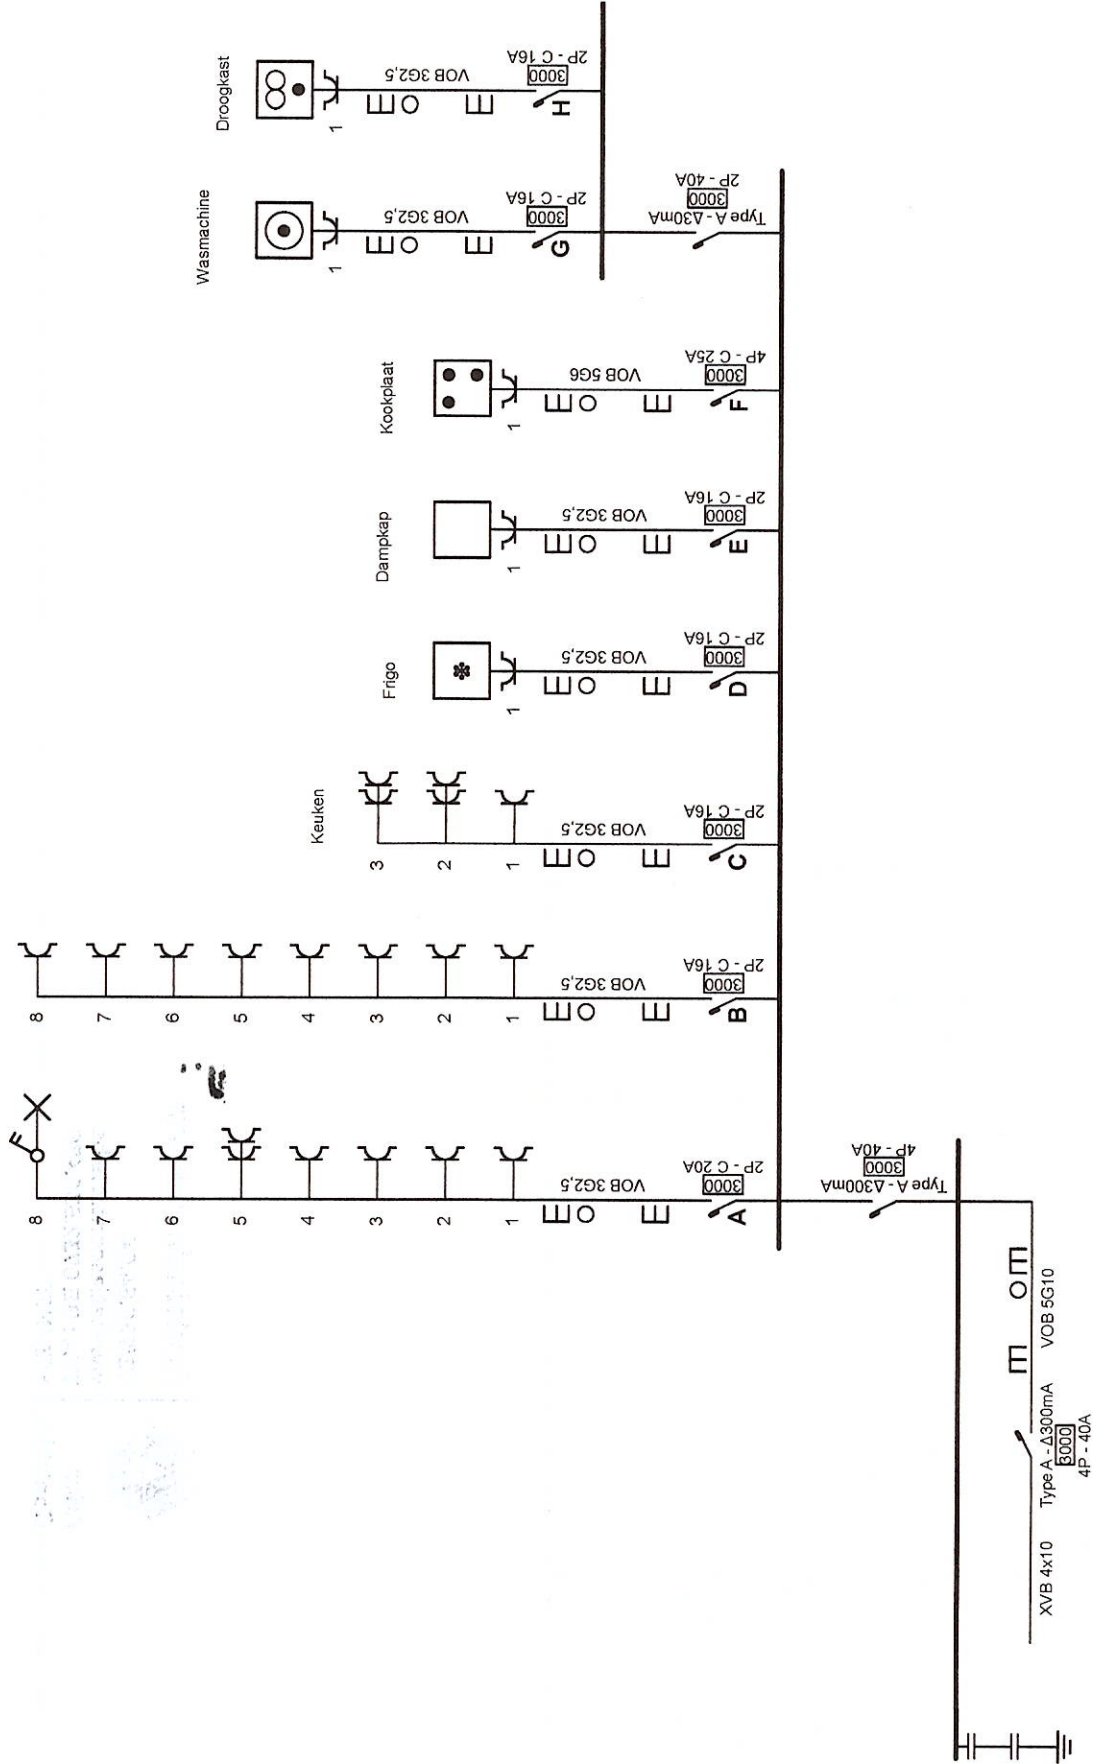 Droogkast
1
VOB 3G2,5
3000
2P - C 16A
H
Wasmachine
1
VOB 3G2,5
3000
2P - C 16A
G
Type A - Δ30mA
3000
2P - 40A
Kookplaat
1
VOB 5G6
3000
4P - C 25A
F
Dampkap
1
VOB 3G2,5
3000
2P - C 16A
E
Frigo
1
VOB 3G2,5
3000
2P - C 16A
D
Keuken
3
2
1
VOB 3G2,5
3000
2P - C 16A
C
8
7
6
5
4
3
2
1
VOB 3G2,5
3000
2P - C 16A
B
8
7
6
5
4
3
2
1
VOB 3G2,5
3000
2P - C 20A
A
Type A - Δ300mA
3000
4P - 40A
VOB 5G10
Type A - Δ300mA
3000
4P - 40A
XVB 4x10